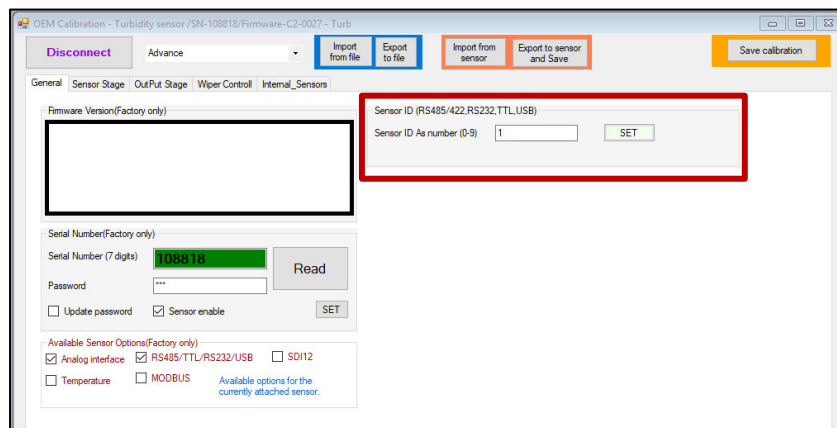 OEM Calibration - Turbidity sensor /SN-108818/Firmware-C2-0027 - Turb
Disconnect
Advance
Import from file
Export to file
Import from sensor
Export to sensor and Save
Save calibration
General
Sensor Stage
OutPut Stage
Wiper Controll
Internal_Sensors
Firmware Version(Factory only)
Sensor ID (RS485/422,RS232,TTL,USB)
Sensor ID As number (0-9)
1
SET
Serial Number(Factory only)
Serial Number (7 digits)
108818
Read
Password
***
Update password
Sensor enable
SET
Available Sensor Options(Factory only)
Analog interface
RS485/TTL/RS232/USB
SDI12
Temperature
MODBUS
Available options for the
currently attached sensor.